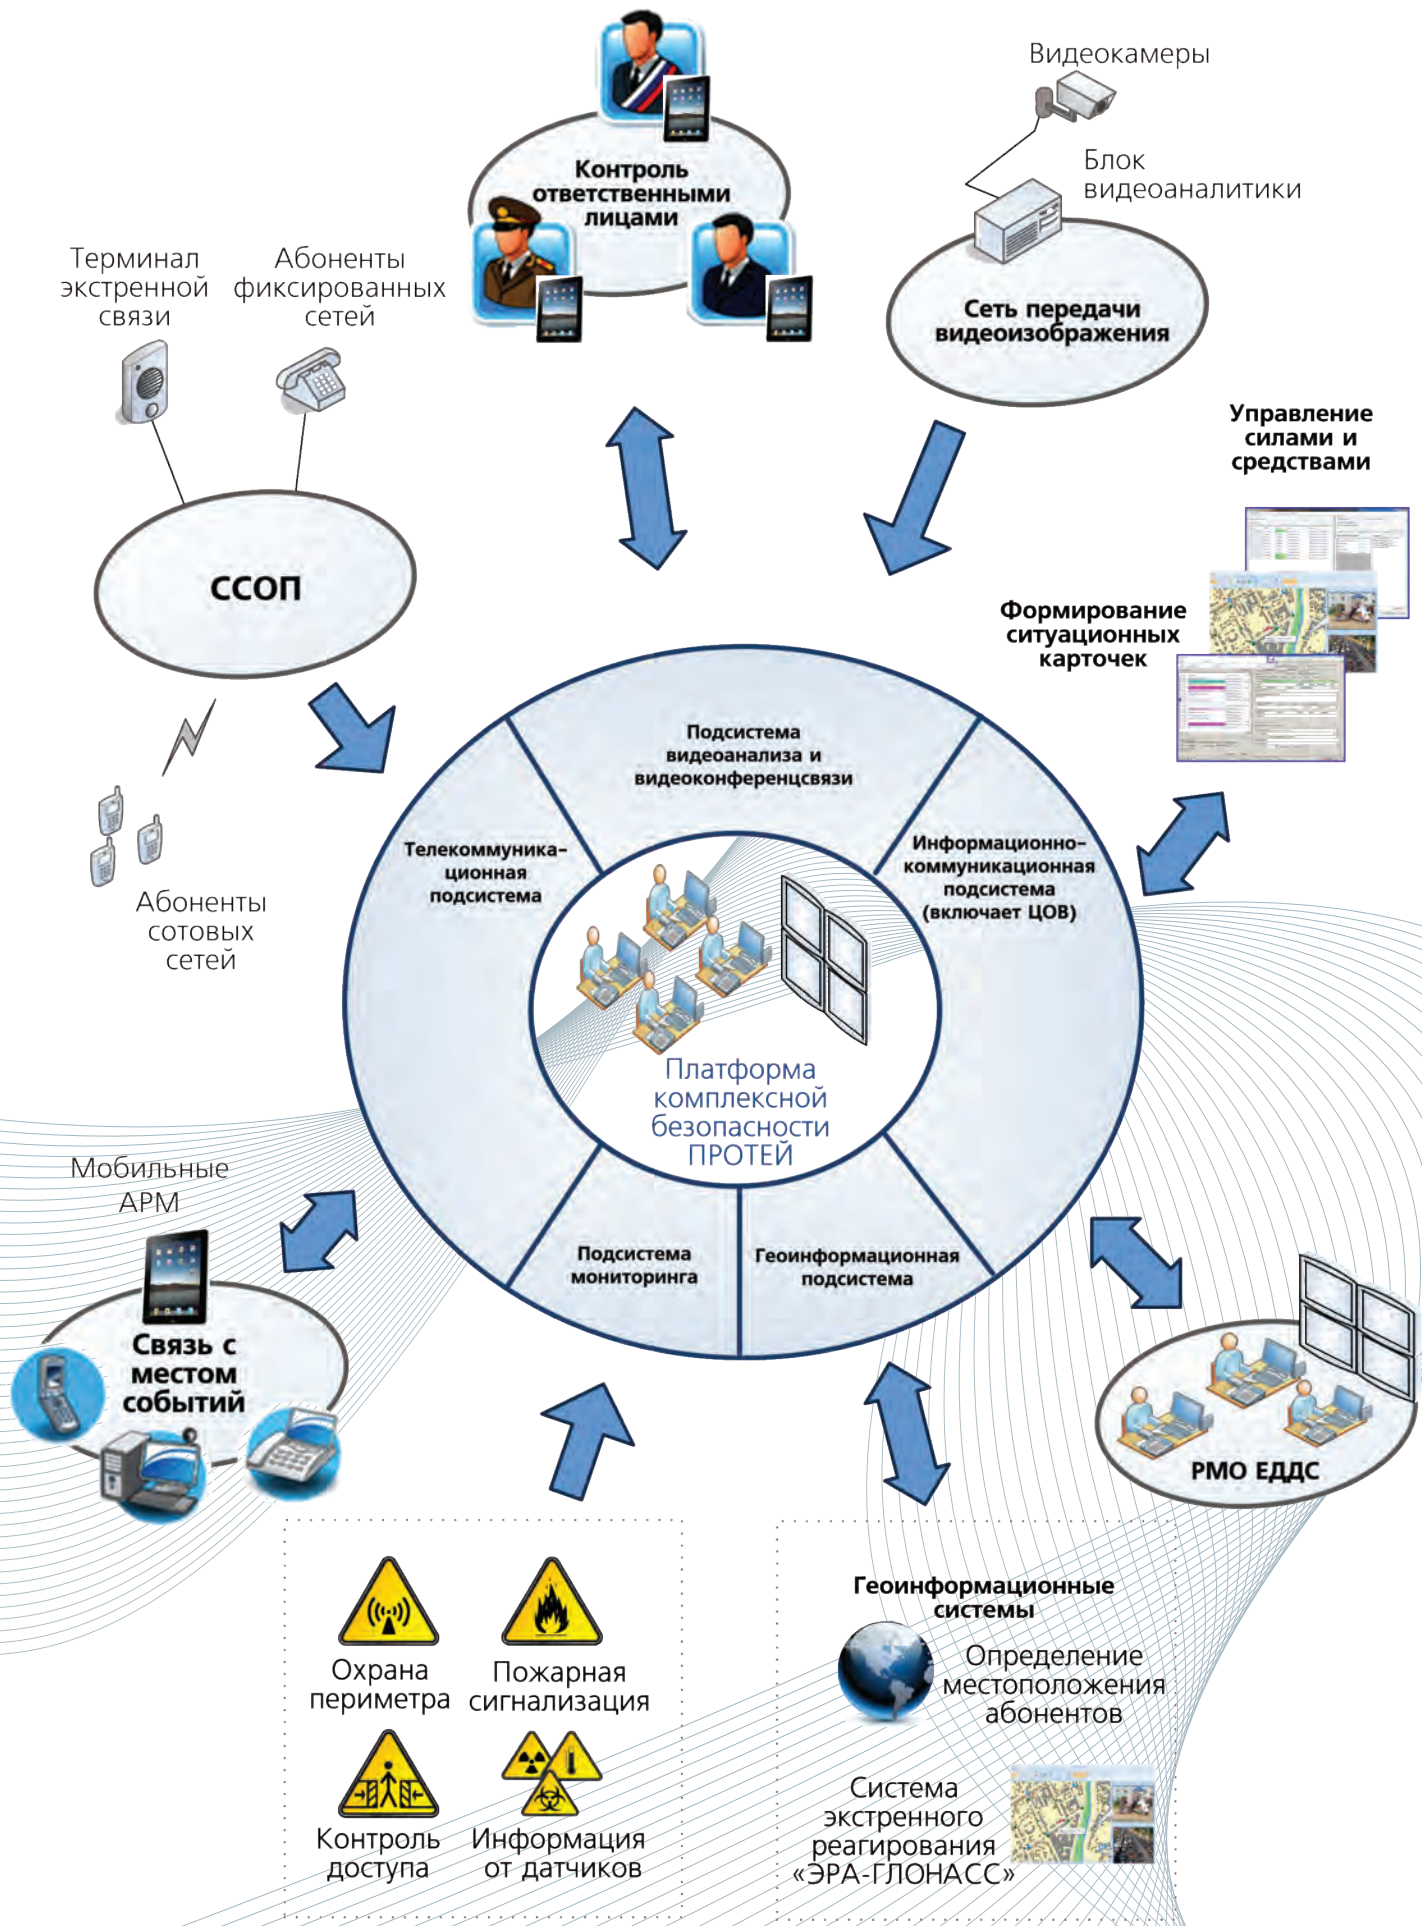 Видеокамеры
Блок
видеоаналитики
Контроль
ответственными
лицами
Терминал
экстренной
связи
Абоненты
фиксированных
сетей
Сеть передачи
видеоизображения
Управление
силами и
средствами
ССОП
Формирование
ситуационных
карточек
Подсистема
видеоанализа и
видеоконференцсвязи
Телекоммуника-
ционная
подсистема
Информационно-
коммуникационная
подсистема
(включает ЦОВ)
Абоненты
сотовых
сетей
Платформа
комплексной
безопасности
ПРОТЕЙ
Мобильные
АРМ
Подсистема
мониторинга
Геоинформационная
подсистема
Связь с
местом
событий
РМО ЕДДС
Охрана
периметра
Пожарная
сигнализация
Контроль
доступа
Информация
от датчиков
Геоинформационные
системы
Определение
местоположения
абонентов
Система
экстренного
реагирования
«ЭРА-ГЛОНАСС»